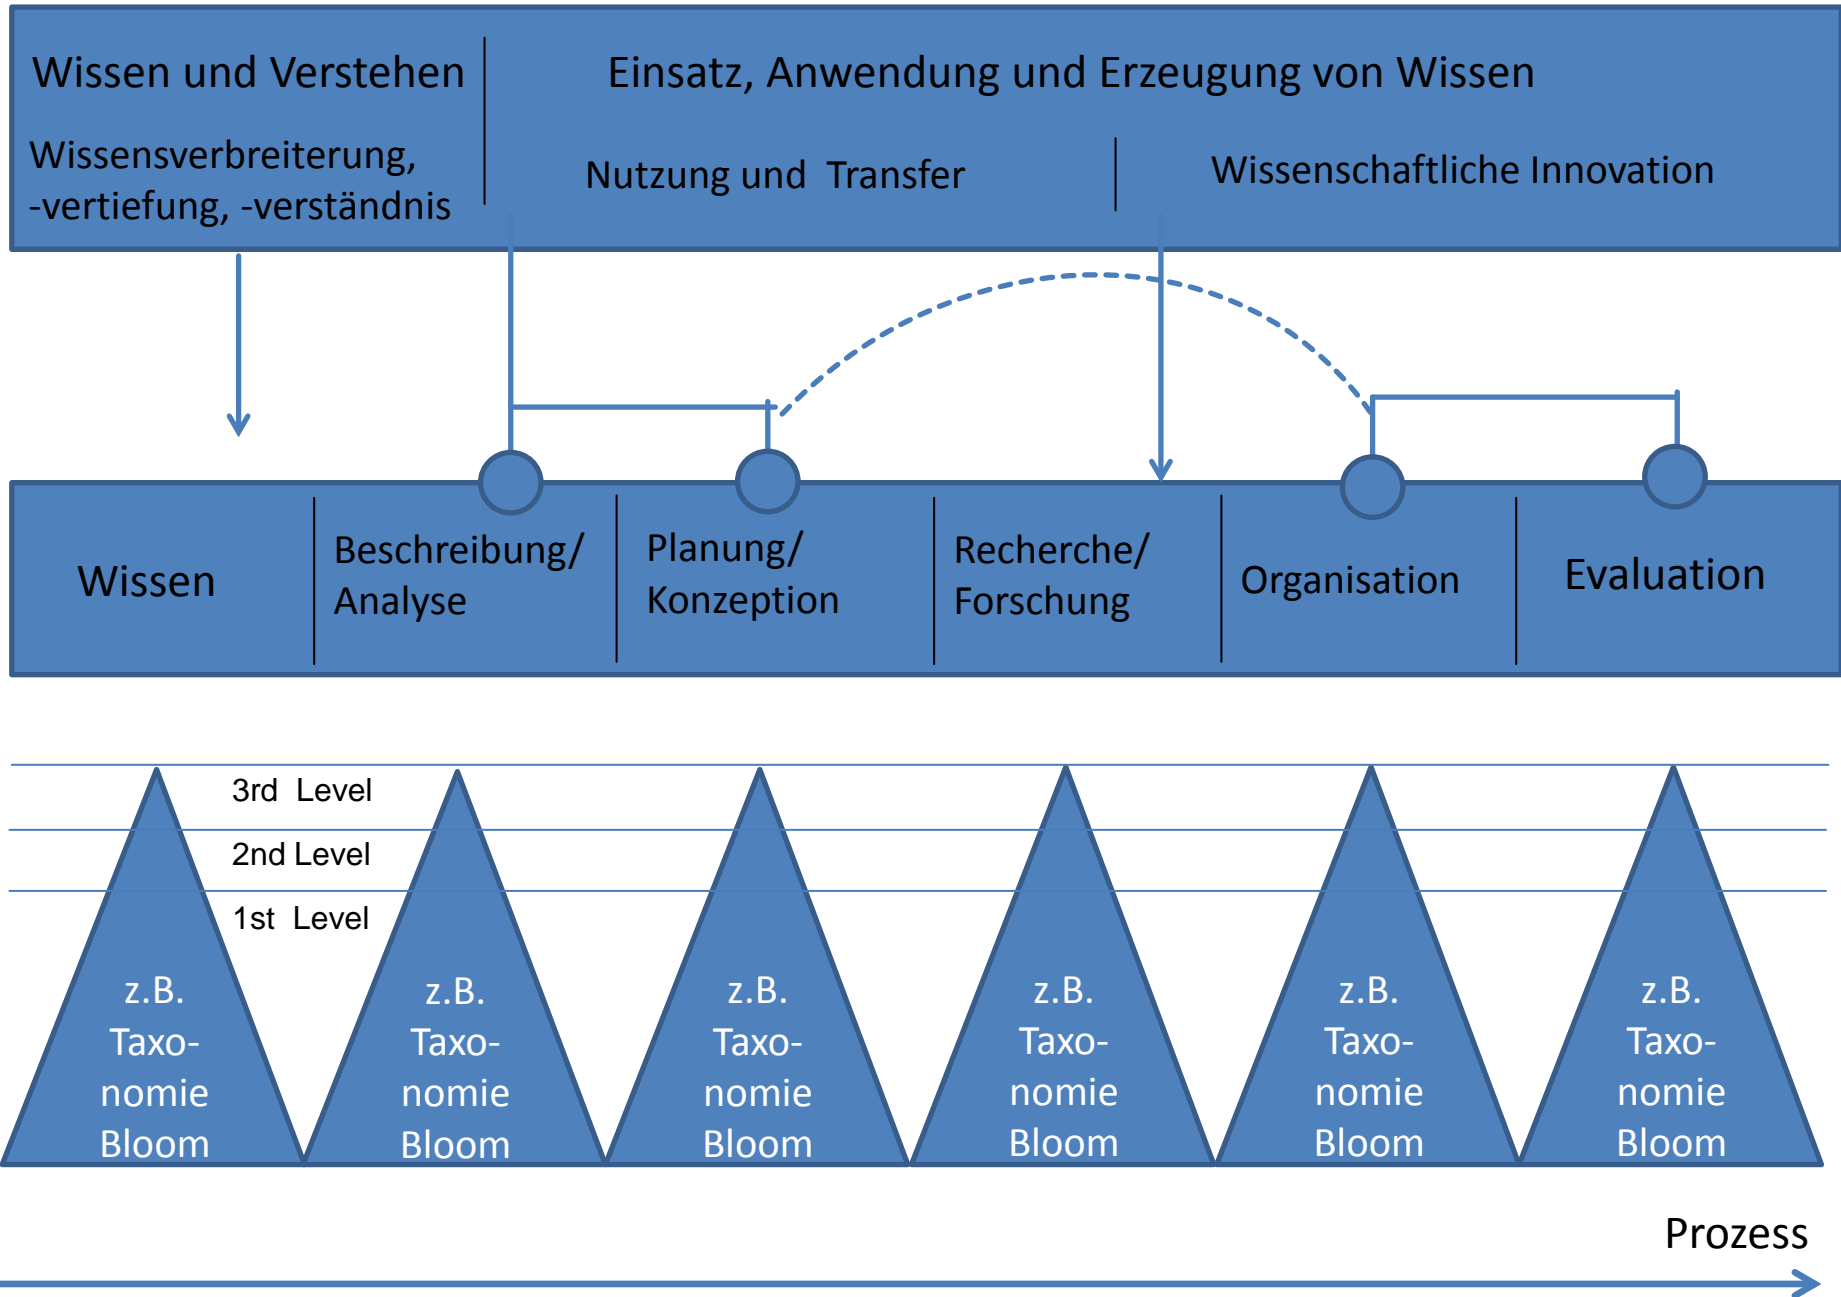 Wissen und Verstehen
Einsatz, Anwendung und Erzeugung von Wissen
Wissensverbreiterung,
-vertiefung, -verständnis
Nutzung und Transfer
Wissenschaftliche Innovation
Wissen
Beschreibung/
Analyse
Planung/
Konzeption
Recherche/
Forschung
Organisation
Evaluation
3rd Level
2nd Level
1st Level
z.B.
Taxo-
nomie
Bloom
z.B.
Taxo-
nomie
Bloom
z.B.
Taxo-
nomie
Bloom
z.B.
Taxo-
nomie
Bloom
z.B.
Taxo-
nomie
Bloom
z.B.
Taxo-
nomie
Bloom
Prozess